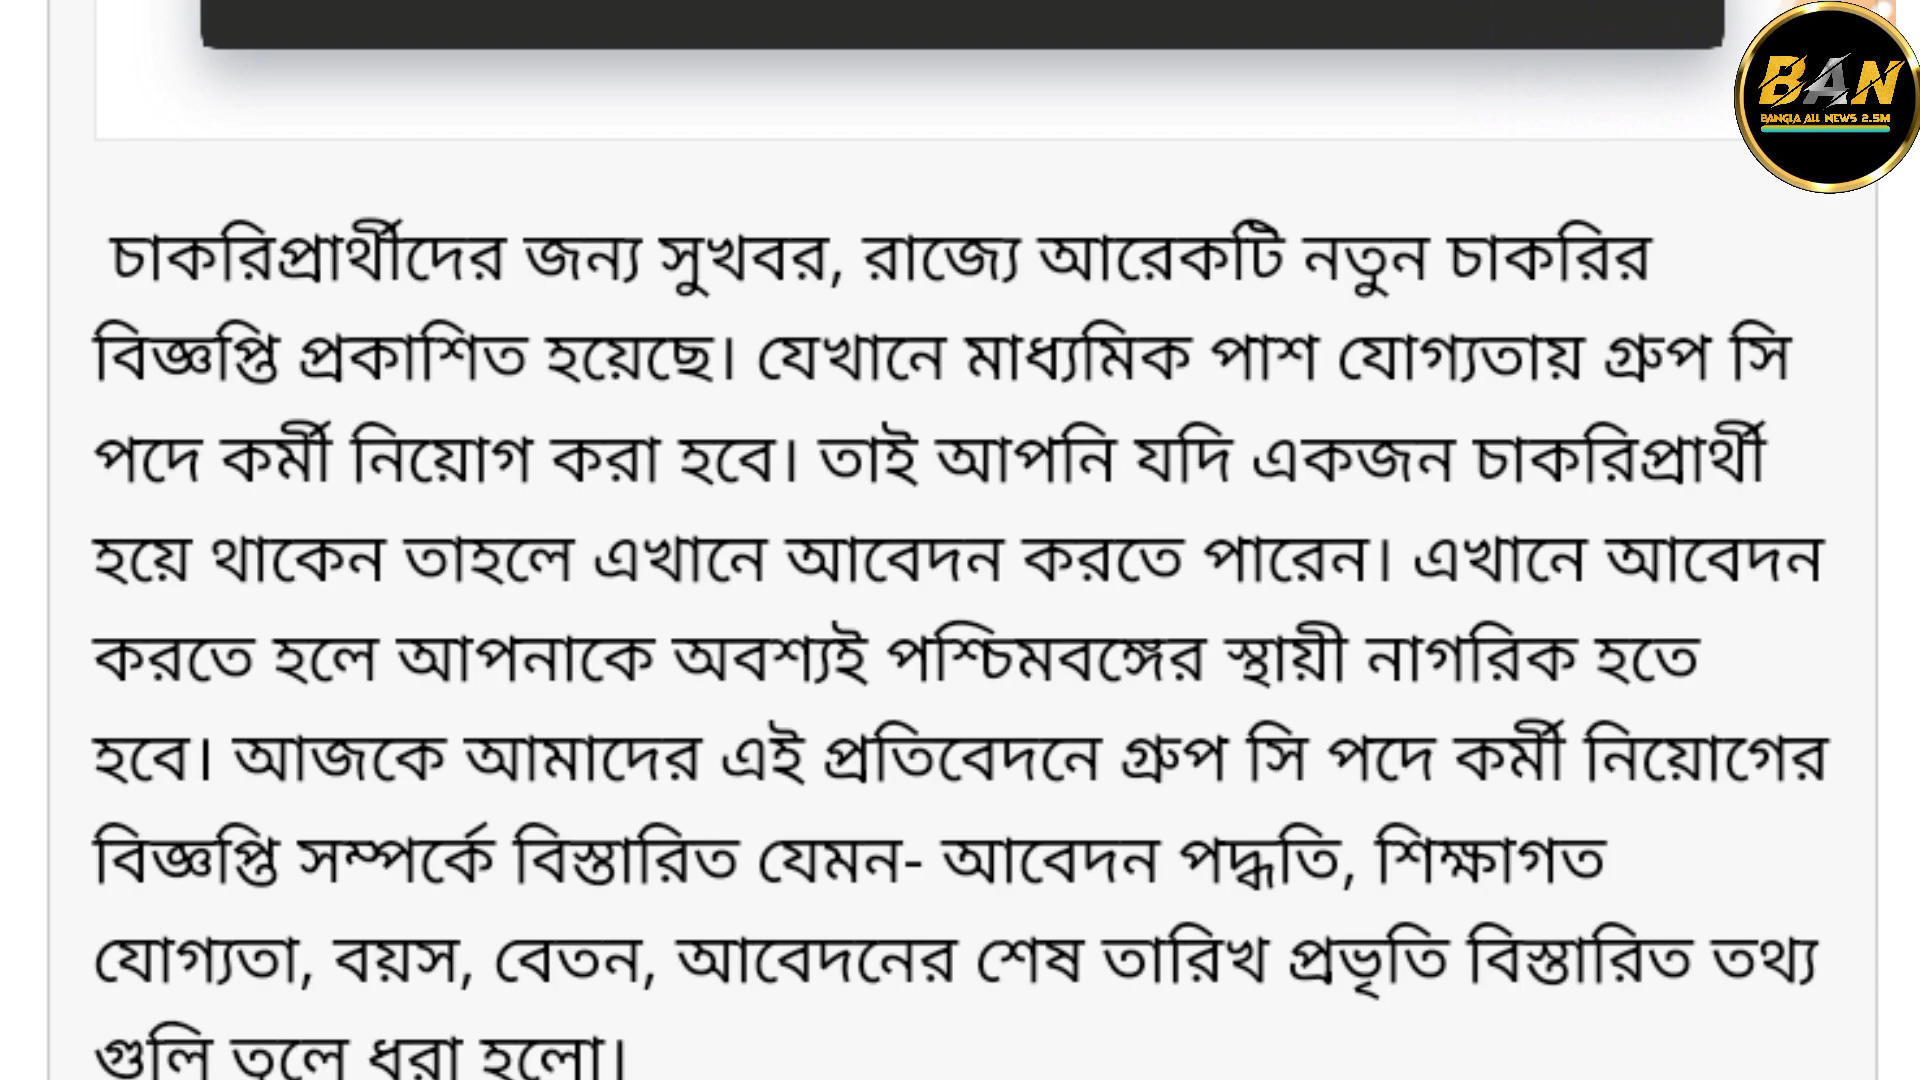 BAN
BANGLA ALL NEWS 2.5M
চাকরিপ্রার্থীদের জন্য সুখবর, রাজ্যে আরেকটি নতুন চাকরির
বিজ্ঞপ্তি প্রকাশিত হয়েছে। যেখানে মাধ্যমিক পাশ যোগ্যতায় গ্রুপ সি
পদে কর্মী নিয়োগ করা হবে। তাই আপনি যদি একজন চাকরিপ্রার্থী
হয়ে থাকেন তাহলে এখানে আবেদন করতে পারেন। এখানে আবেদন
করতে হলে আপনাকে অবশ্যই পশ্চিমবঙ্গের স্থায়ী নাগরিক হতে
হবে। আজকে আমাদের এই প্রতিবেদনে গ্রুপ সি পদে কর্মী নিয়োগের
বিজ্ঞপ্তি সম্পর্কে বিস্তারিত যেমন- আবেদন পদ্ধতি, শিক্ষাগত
যোগ্যতা, বয়স, বেতন, আবেদনের শেষ তারিখ প্রভৃতি বিস্তারিত তথ্য
গুলি তুলে ধরা হলো।